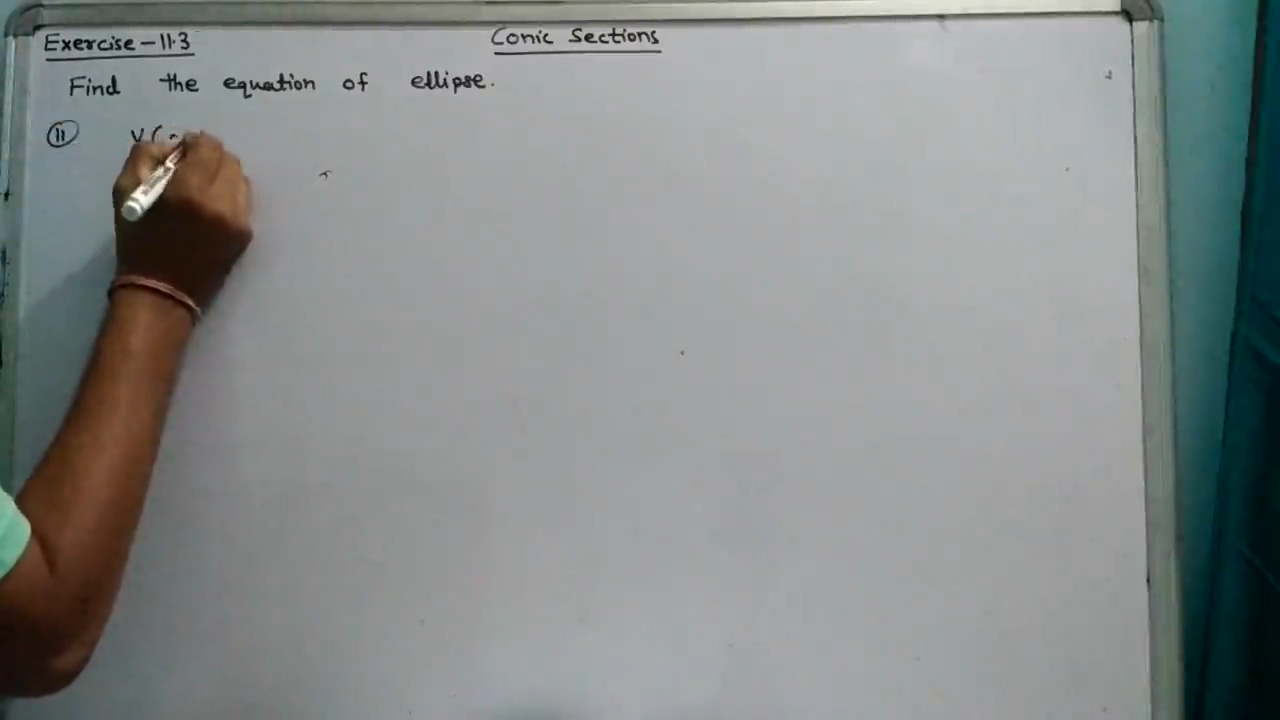 Exercise-11.3
Conic Sections
Find the equation of ellipse.
11 V(